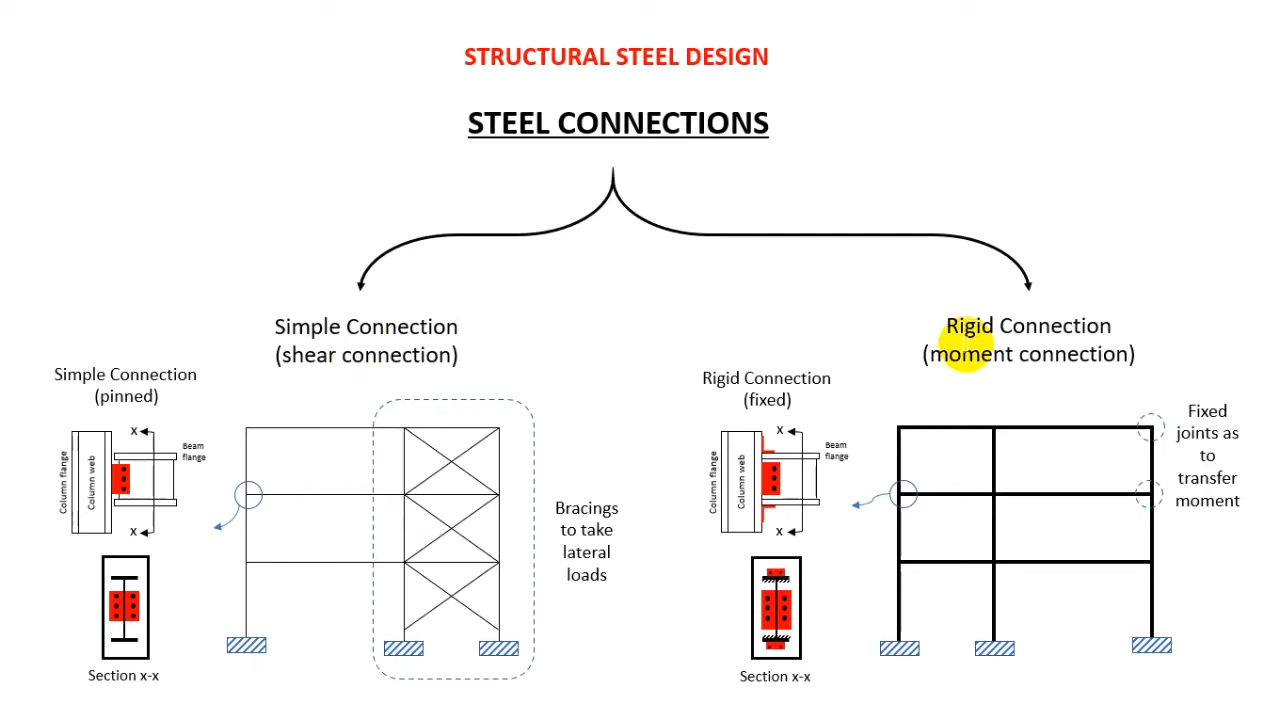 STRUCTURAL STEEL DESIGN
STEEL CONNECTIONS
Simple Connection
(shear connection)
Rigid Connection
(moment connection)
Simple Connection
(pinned)
X
Beam
flange
Column flange
Column web
X
Section x-x
Bracings
to take
lateral
loads
Rigid Connection
(fixed)
X
Beam
flange
Column flange
Column web
X
Section x-x
Fixed
joints as
to
transfer
moment